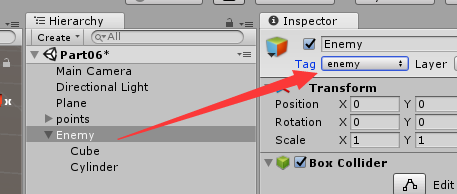 Hierarchy
Create
All
Part06*
Main Camera
Directional Light
Plane
points
Enemy
Cube
Cylinder
Inspector
Enemy
Tag enemy Layer
Transform
Position X 0 Y 0
Rotation X 0 Y 0
Scale X 1 Y 1
Box Collider
Edit